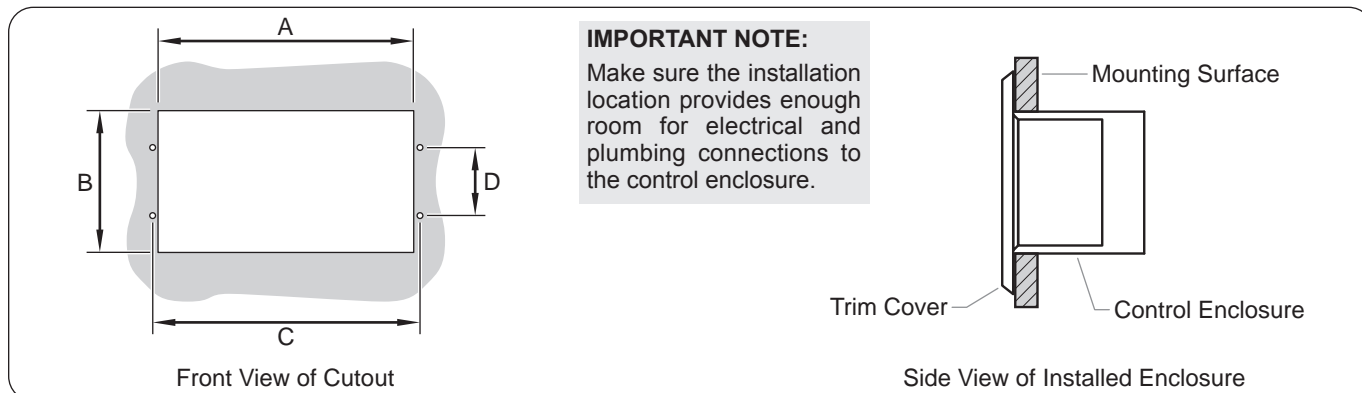 A
B
D
C
Front View of Cutout
IMPORTANT NOTE:
Make sure the installation
location provides enough
room for electrical and
plumbing connections to
the control enclosure.
Mounting Surface
Trim Cover
Control Enclosure
Side View of Installed Enclosure